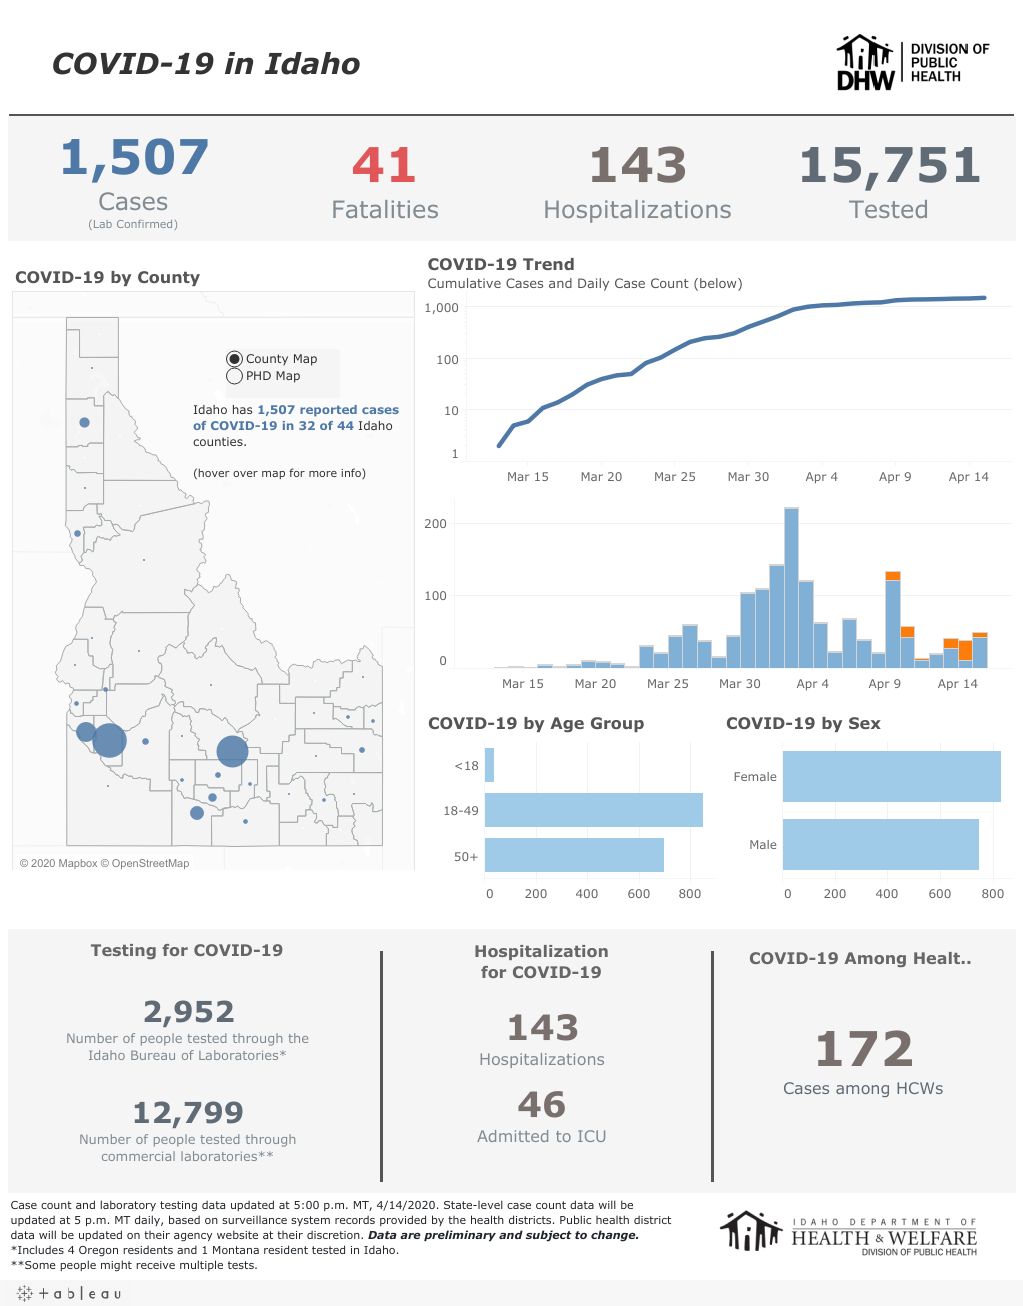 COVID-19 in Idaho
DHW
DIVISION OF
PUBLIC
HEALTH
1,507
Cases
(Lab Confirmed)
41
Fatalities
143
Hospitalizations
15,751
Tested
COVID-19 by County
County Map
PHD Map
Idaho has 1,507 reported cases
of COVID-19 in 32 of 44 Idaho
counties.
(hover over map for more info)
© 2020 Mapbox © OpenStreetMap
COVID-19 Trend
Cumulative Cases and Daily Case Count (below)
1,000
100
10
1
Mar 15 Mar 20 Mar 25 Mar 30 Apr 4 Apr 9 Apr 14
200
100
0
Mar 15 Mar 20 Mar 25 Mar 30 Apr 4 Apr 9 Apr 14
COVID-19 by Age Group
<18
18-49
50+
0 200 400 600 800
COVID-19 by Sex
Female
Male
0 200 400 600 800
Testing for COVID-19
2,952
Number of people tested through the
Idaho Bureau of Laboratories*
12,799
Number of people tested through
commercial laboratories**
Hospitalization
for COVID-19
143
Hospitalizations
46
Admitted to ICU
COVID-19 Among Healt..
172
Cases among HCWs
Case count and laboratory testing data updated at 5:00 p.m. MT, 4/14/2020. State-level case count data will be
updated at 5 p.m. MT daily, based on surveillance system records provided by the health districts. Public health district
data will be updated on their agency website at their discretion. Data are preliminary and subject to change.
*Includes 4 Oregon residents and 1 Montana resident tested in Idaho.
**Some people might receive multiple tests.
IDAHO DEPARTMENT OF
HEALTH & WELFARE
DIVISION OF PUBLIC HEALTH
+ableau